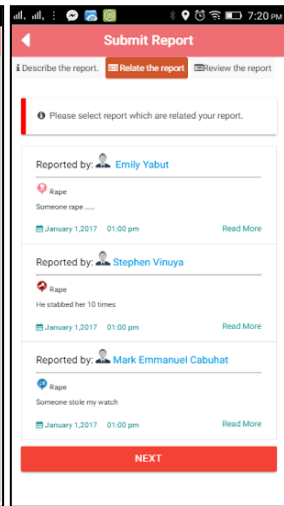 7:20 PM
Submit Report
Describe the report. Relate the report Review the report
Please select report which are related your report.
Reported by: Emily Yabut
Rape
Someone rape .....
January 1,2017 01:00 pm Read More
Reported by: Stephen Vinuya
Rape
He stabbed her 10 times
January 1,2017 01:00 pm Read More
Reported by: Mark Emmanuel Cabuhat
Rape
Someone stole my watch
January 1,2017 01:00 pm Read More
NEXT